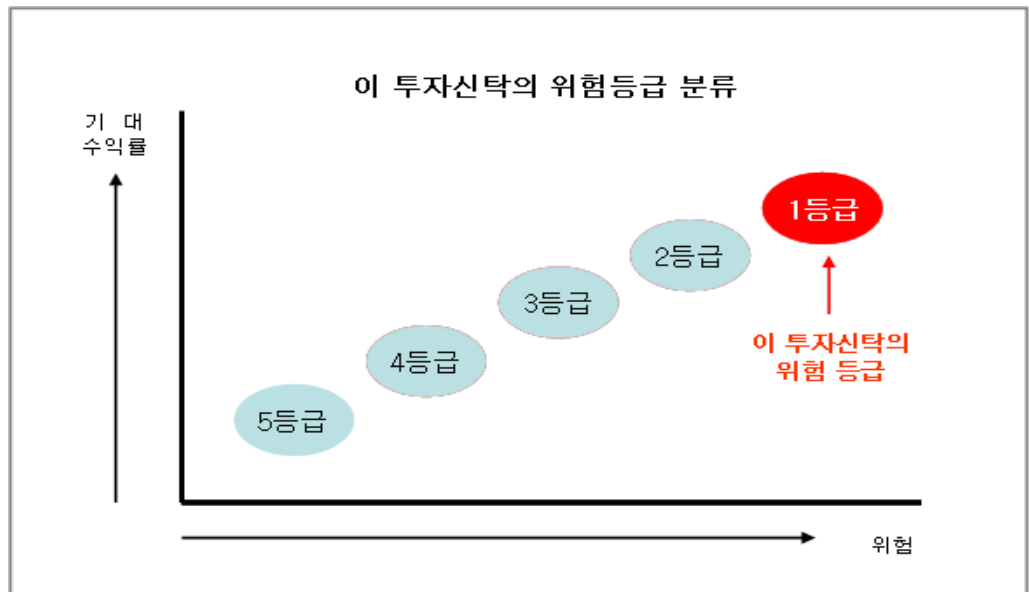 이 투자신탁의 위험등급 분류
기 대
수익률
1등급
2등급
3등급
이 투자신탁의
위험 등급
4등급
5등급
위험